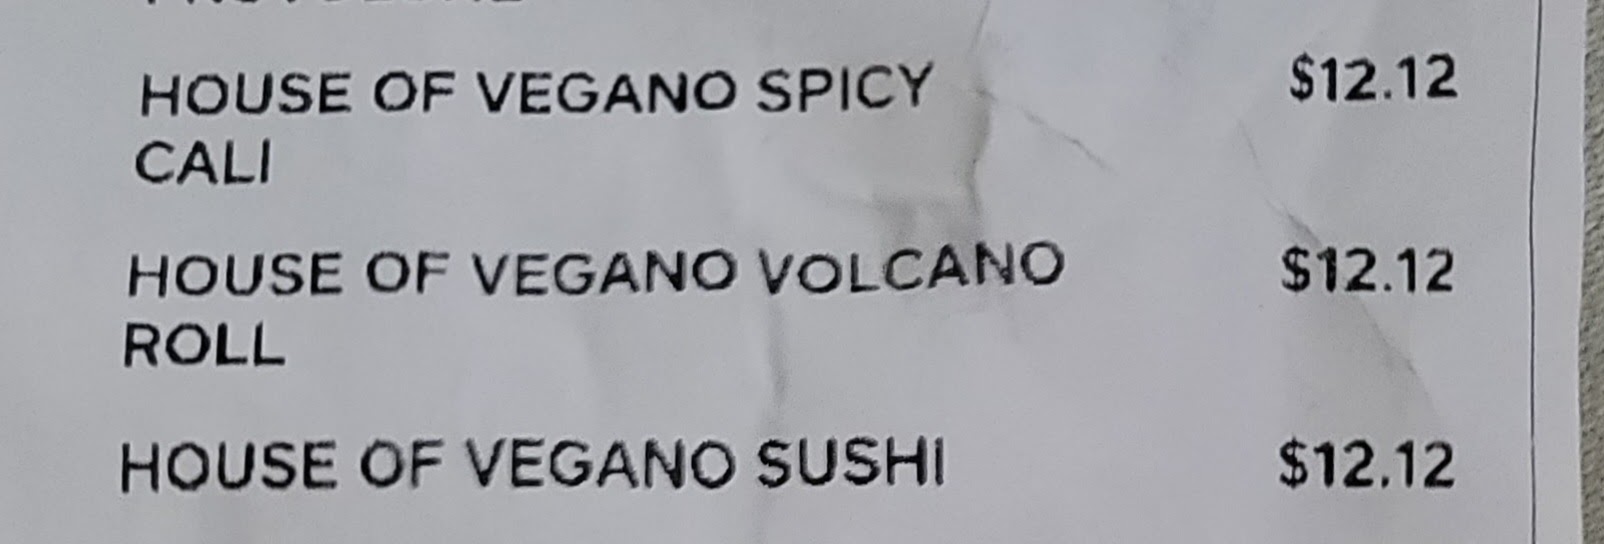 HOUSE OF VEGANO SPICY $12.12
CALI
HOUSE OF VEGANO VOLCANO $12.12
ROLL
HOUSE OF VEGANO SUSHI $12.12